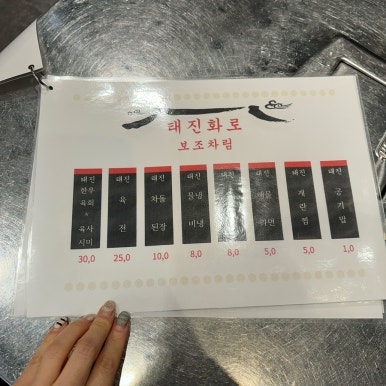 태진화로
보조차림
태진 한우 육회 * 육사시미 30,0
태진 육전 25,0
태진 차돌 된장 10,0
태진 물냉 비냉 8,0
태진 8,0
태진 해물 라면 5,0
태진 계란찜 5,0
태진 공기밥 1,0